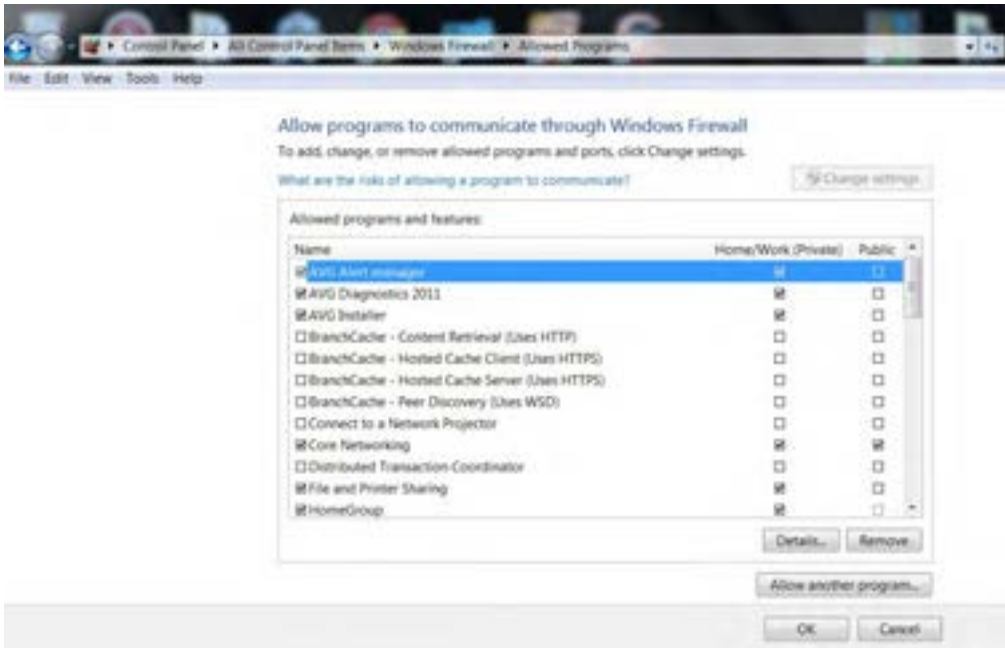 Control Panel ▸ All Control Panel Items ▸ Windows Firewall ▸ Allowed Programs
File Edit View Tools Help
Allow programs to communicate through Windows Firewall
To add, change, or remove allowed programs and ports, click Change settings.
What are the risks of allowing a program to communicate?
Change settings
Allowed programs and features:
Name Home/Work (Private) Public
AVG Alert manager
AVG Diagnostics 2011
AVG Installer
BranchCache - Content Retrieval (Uses HTTP)
BranchCache - Hosted Cache Client (Uses HTTPS)
BranchCache - Hosted Cache Server (Uses HTTPS)
BranchCache - Peer Discovery (Uses WSD)
Connect to a Network Projector
Core Networking
Distributed Transaction Coordinator
File and Printer Sharing
HomeGroup
Details... Remove
Allow another program...
OK Cancel